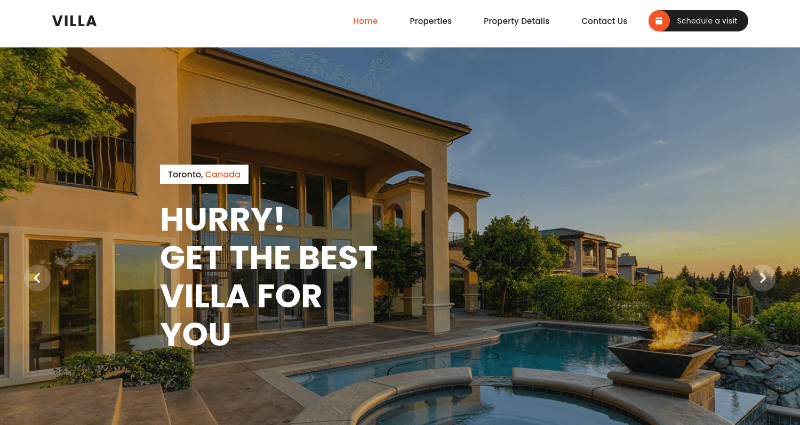 VILLA
Home Properties Property Details Contact Us Schedule a visit
Toronto, Canada
HURRY!
GET THE BEST
VILLA FOR
YOU